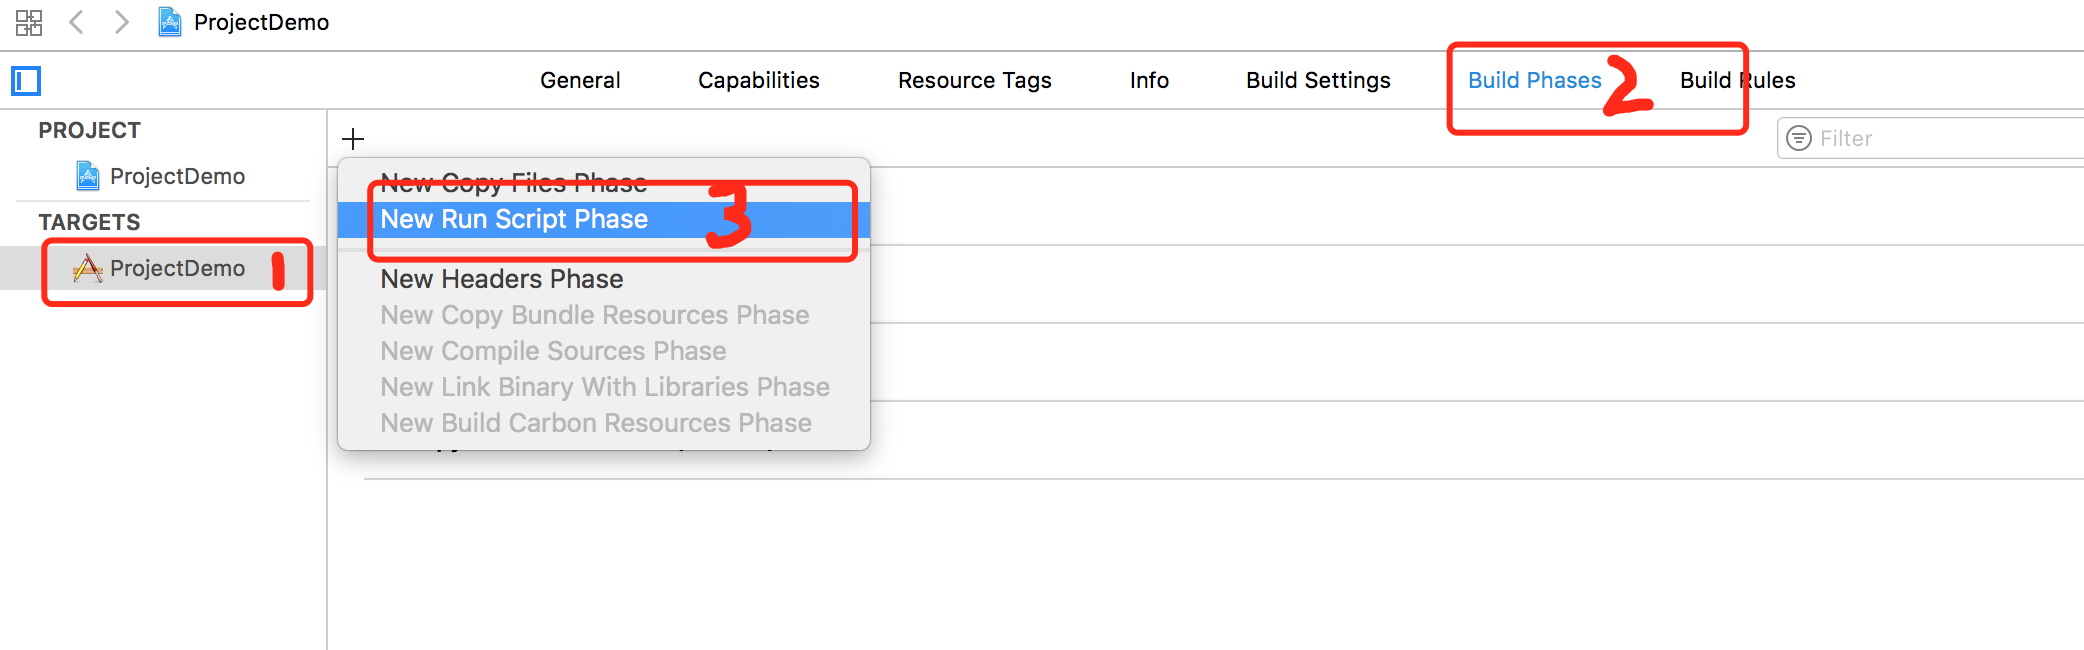 ProjectDemo
General Capabilities Resource Tags Info Build Settings Build Phases 2 Build Rules
PROJECT
ProjectDemo
TARGETS
ProjectDemo 1
Filter
New Copy Files Phase
New Run Script Phase 3
New Headers Phase
New Copy Bundle Resources Phase
New Compile Sources Phase
New Link Binary With Libraries Phase
New Build Carbon Resources Phase